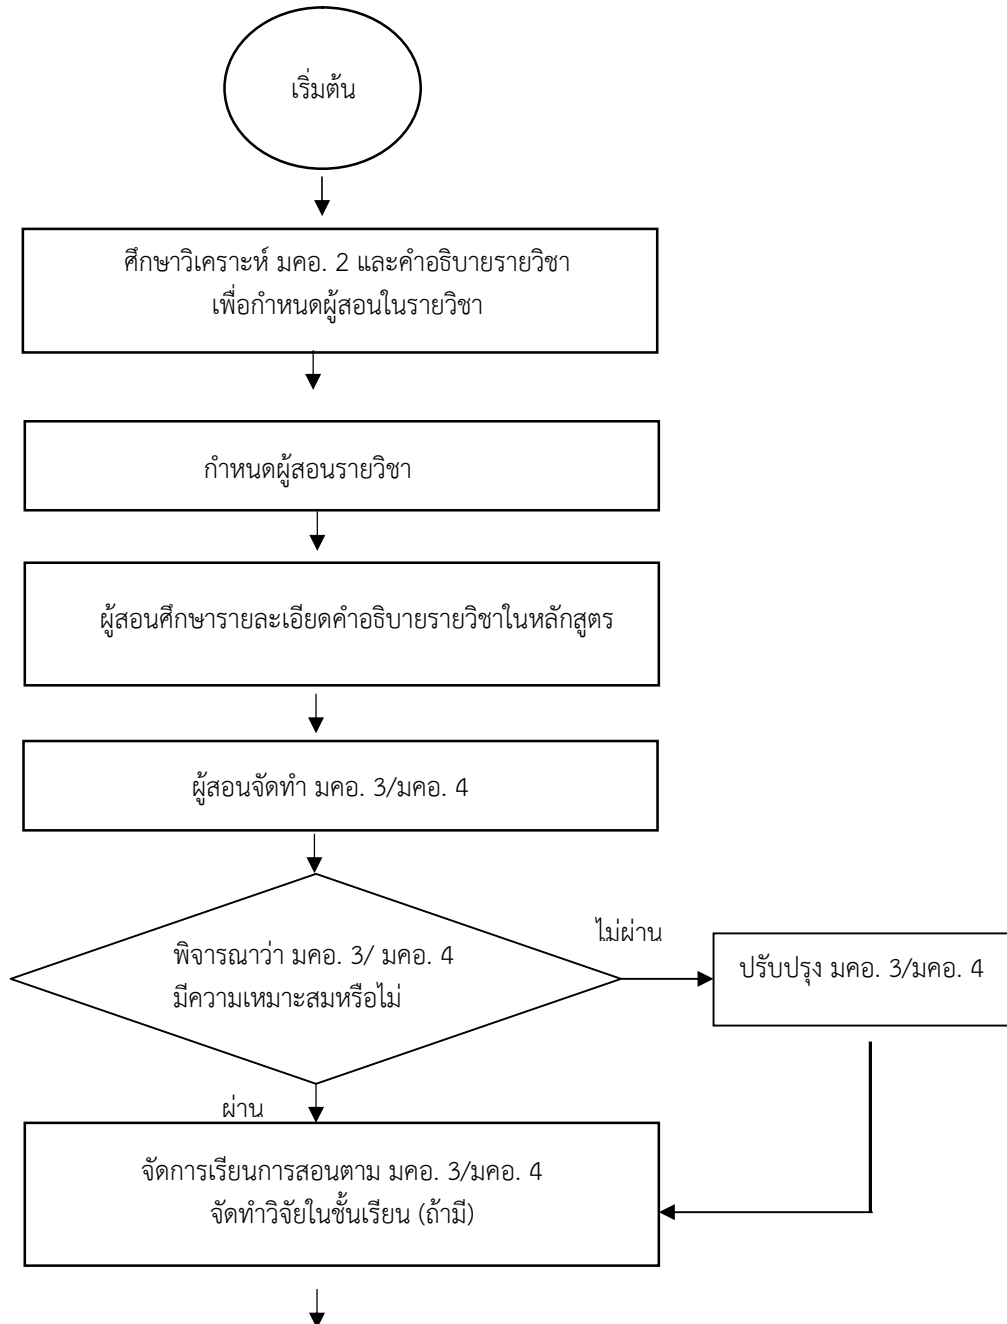 เริ่มต้น
ศึกษาวิเคราะห์ มคอ. 2 และคำอธิบายรายวิชา
เพื่อกำหนดผู้สอนในรายวิชา
กำหนดผู้สอนรายวิชา
ผู้สอนศึกษารายละเอียดคำอธิบายรายวิชาในหลักสูตร
ผู้สอนจัดทำ มคอ. 3/มคอ. 4
พิจารณาว่า มคอ. 3/ มคอ. 4
มีความเหมาะสมหรือไม่
ไม่ผ่าน
ปรับปรุง มคอ. 3/มคอ. 4
ผ่าน
จัดการเรียนการสอนตาม มคอ. 3/มคอ. 4
จัดทำวิจัยในชั้นเรียน (ถ้ามี)